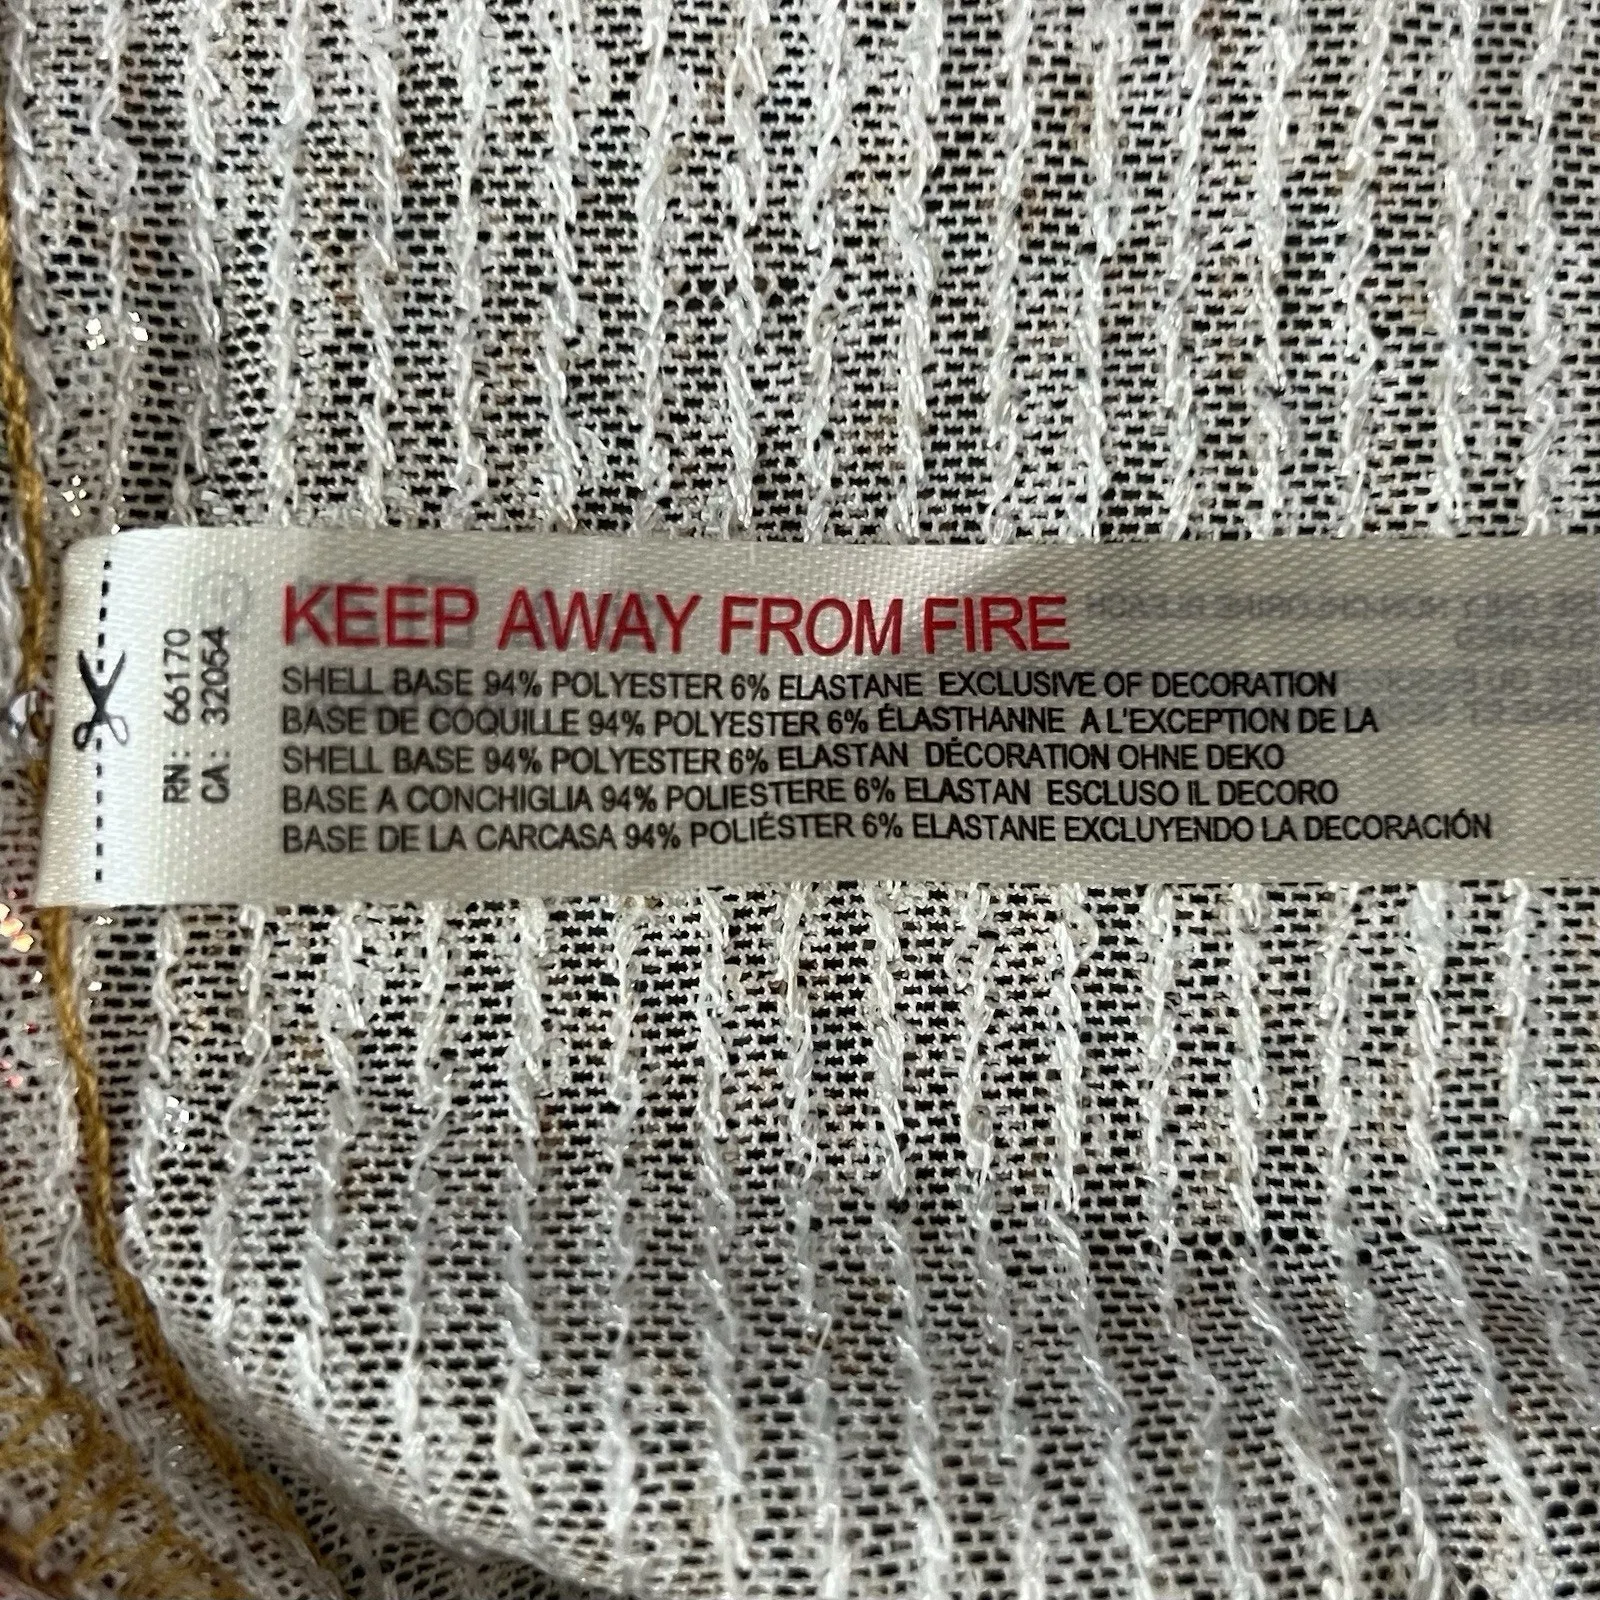 RN: 66170
CA: 32054
KEEP AWAY FROM FIRE
SHELL BASE 94% POLYESTER 6% ELASTANE EXCLUSIVE OF DECORATION
BASE DE COQUILLE 94% POLYESTER 6% ÉLASTHANNE A L'EXCEPTION DE LA
SHELL BASE 94% POLYESTER 6% ELASTAN DÉCORATION OHNE DEKO
BASE A CONCHIGLIA 94% POLIESTERE 6% ELASTAN ESCLUSO IL DECORO
BASE DE LA CARCASA 94% POLIÉSTER 6% ELASTANE EXCLUYENDO LA DECORACIÓN